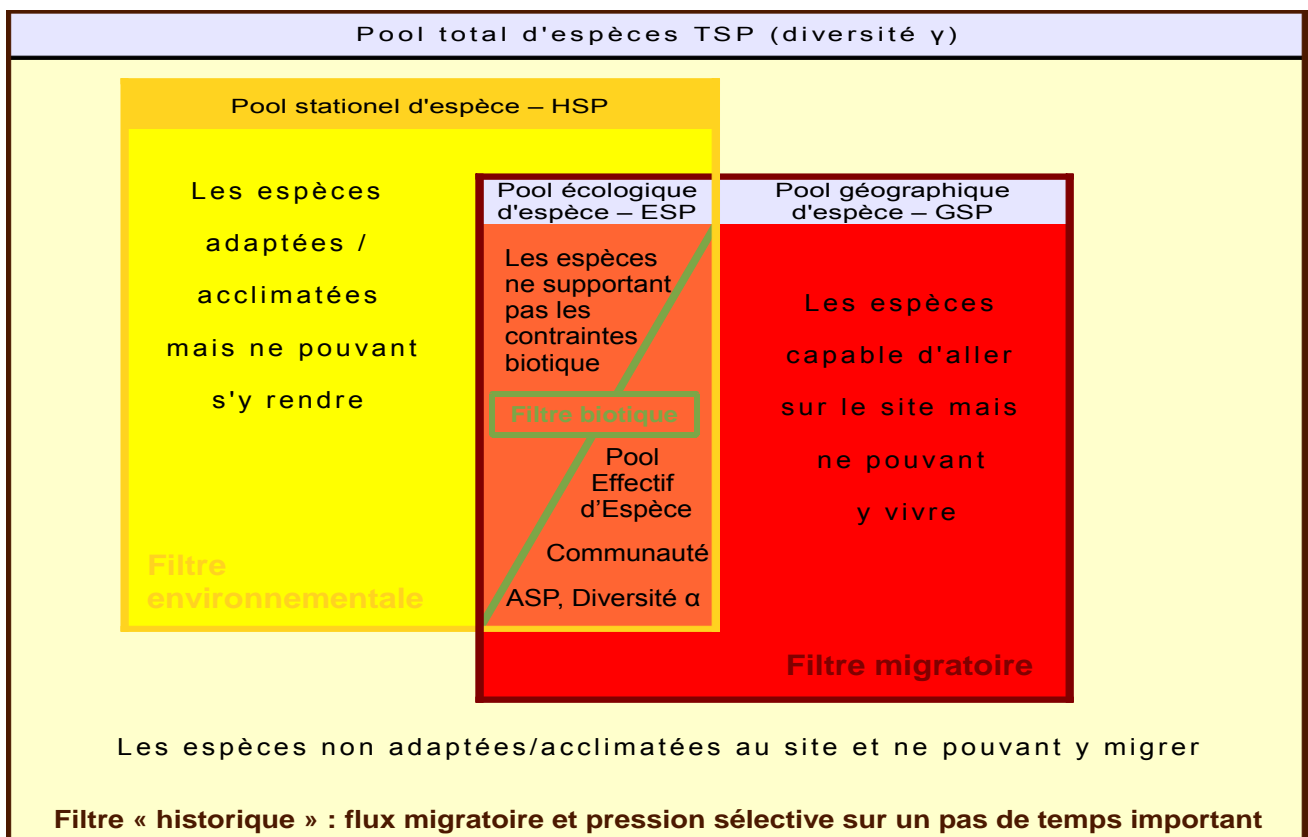 Pool total d'espèces TSP (diversité γ)
Pool stationel d'espèce – HSP
Les espèces
adaptées /
acclimatées
mais ne pouvant
s'y rendre
Filtre
environnementale
Pool écologique
d'espèce – ESP
Les espèces
ne supportant
pas les
contraintes
biotique
Filtre biotique
Pool
Effectif
d’Espèce
Communauté
ASP, Diversité α
Pool géographique
d'espèce – GSP
Les espèces
capable d'aller
sur le site mais
ne pouvant
y vivre
Filtre migratoire
Les espèces non adaptées/acclimatées au site et ne pouvant y migrer
Filtre « historique » : flux migratoire et pression sélective sur un pas de temps important